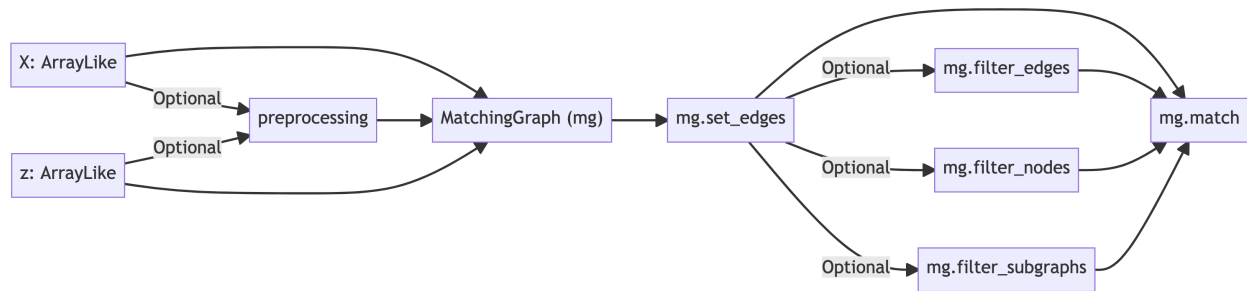 X: ArrayLike
Optional
Optional
z: ArrayLike
preprocessing
MatchingGraph (mg)
mg.set_edges
Optional
Optional
Optional
mg.filter_edges
mg.filter_nodes
mg.filter_subgraphs
mg.match